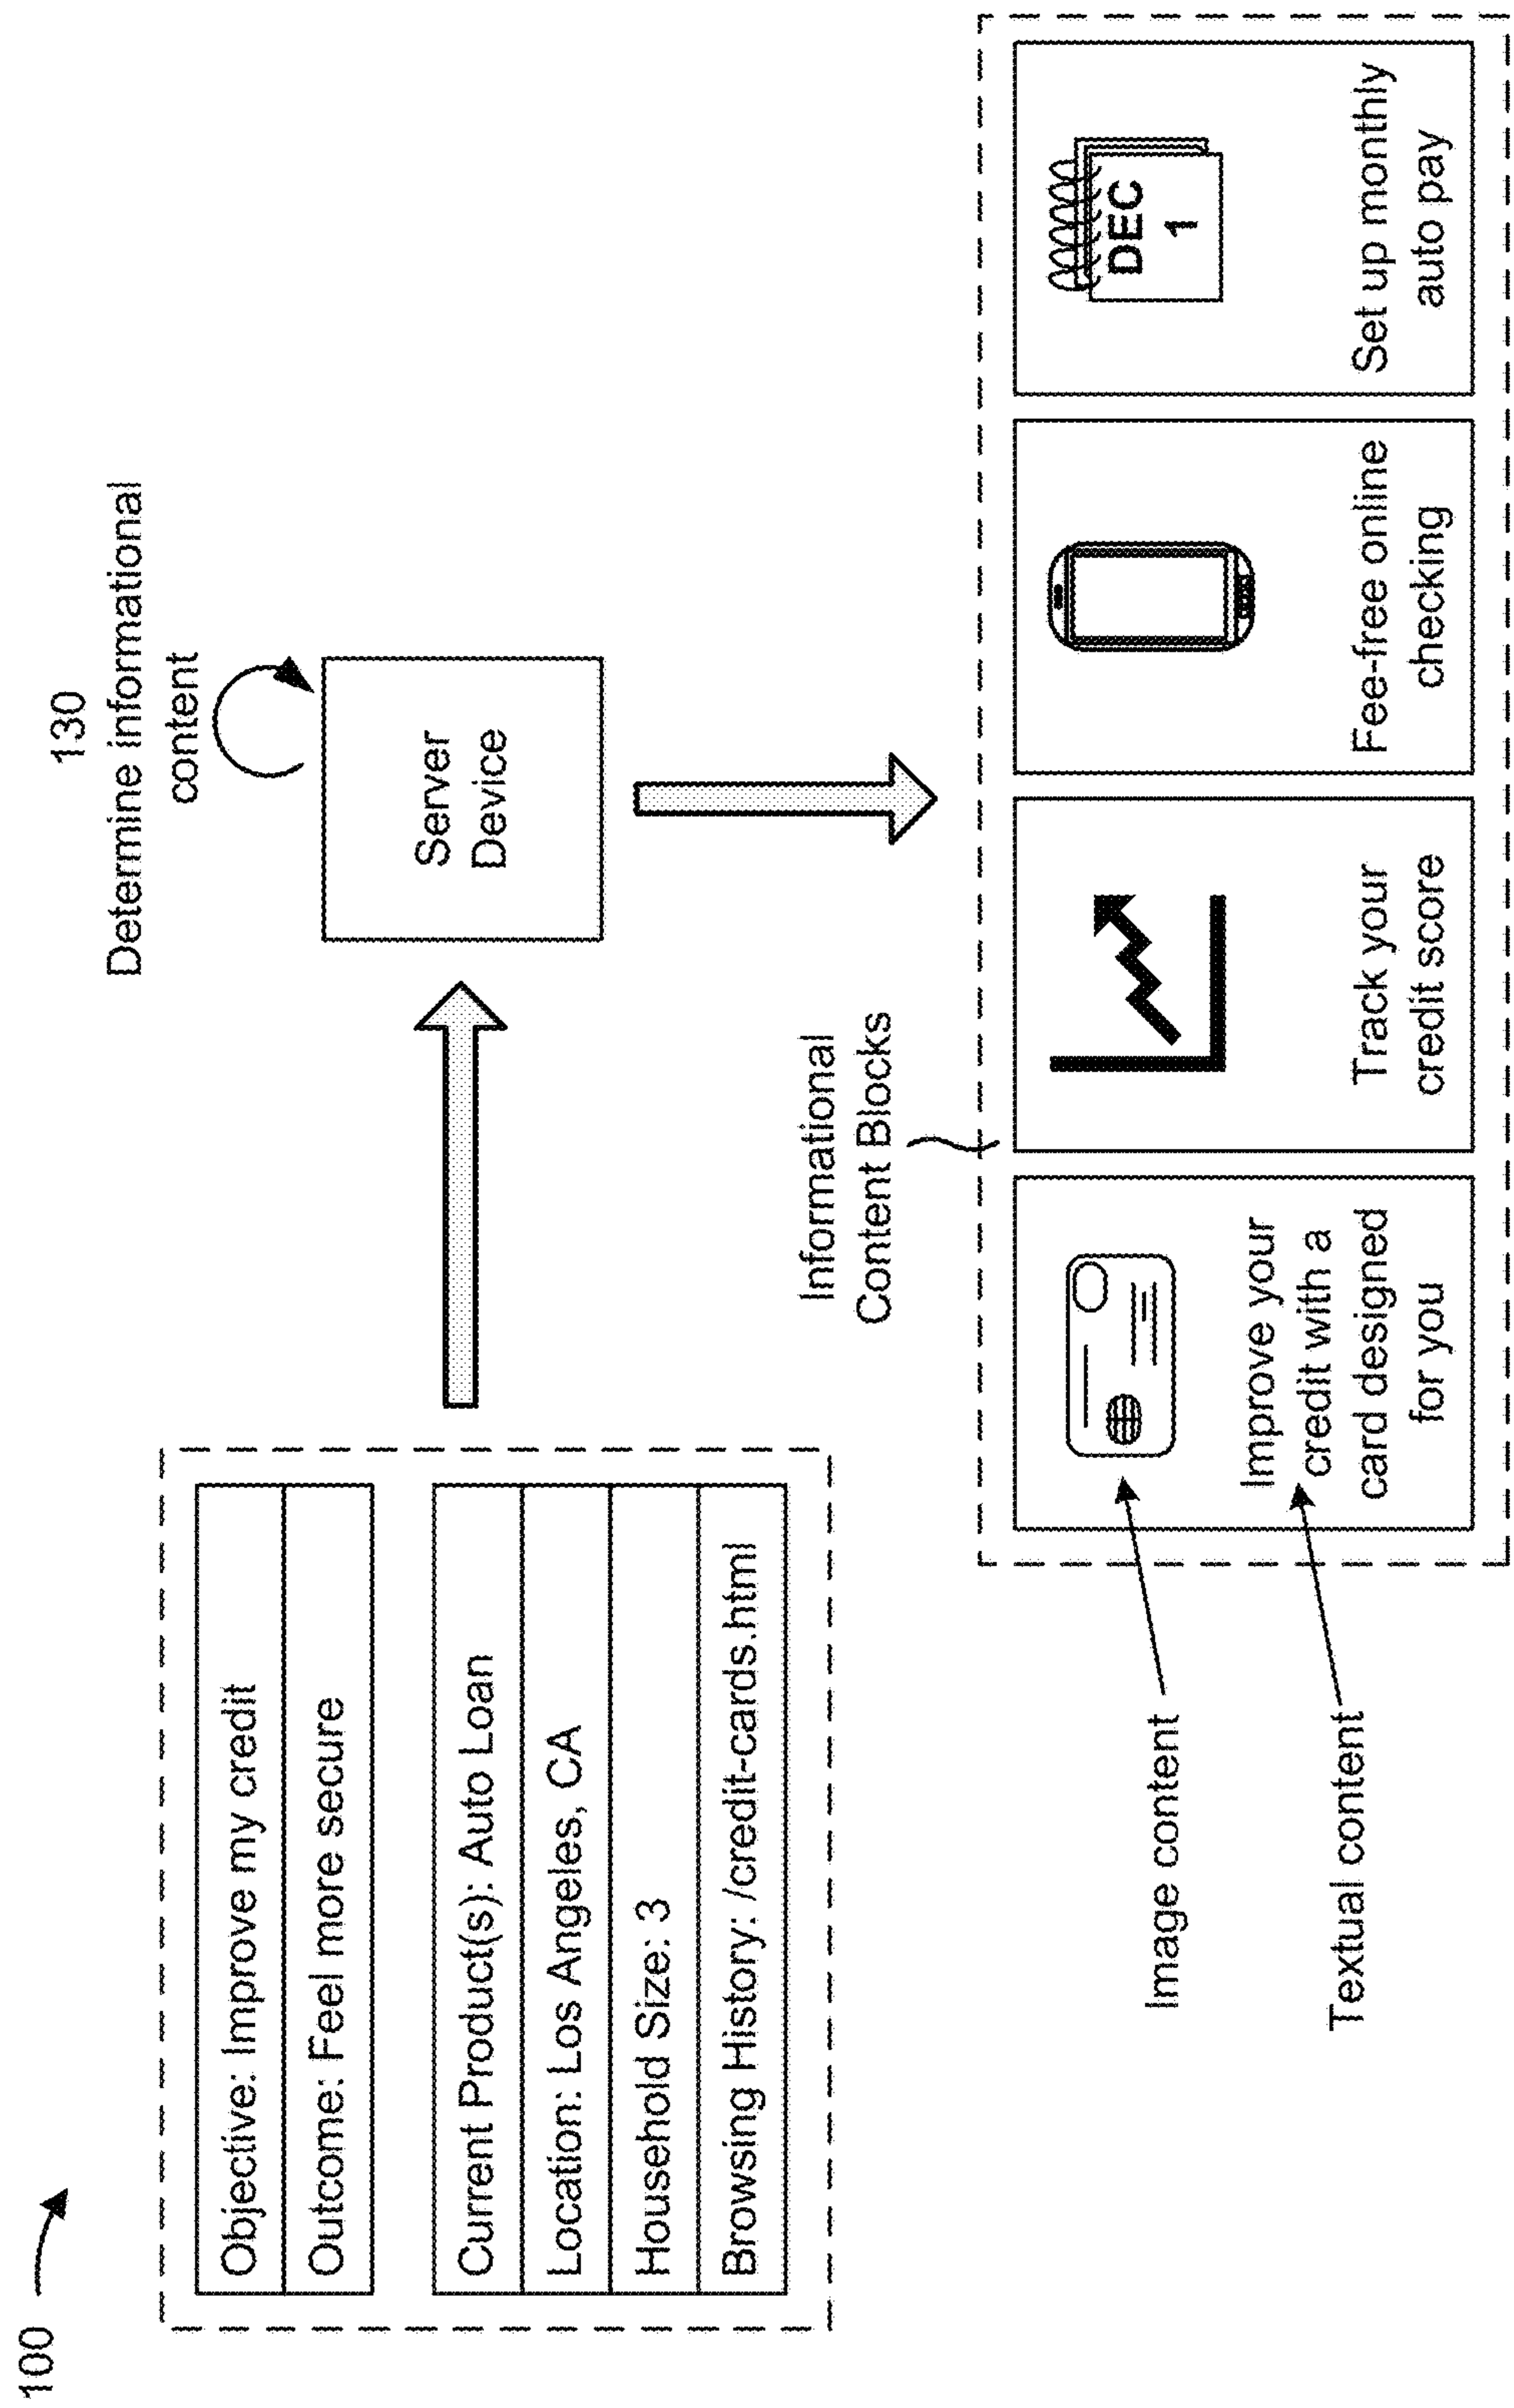 100
130
Determine informational
content
Objective: Improve my credit
Outcome: Feel more secure
Current Product(s): Auto Loan
Location: Los Angeles, CA
Household Size: 3
Browsing History: /credit-cards.html
Server
Device
Informational
Content Blocks
Image content
Textual content
Improve your
credit with a
card designed
for you
Track your
credit score
Fee-free online
checking
DEC
1
Set up monthly
auto pay